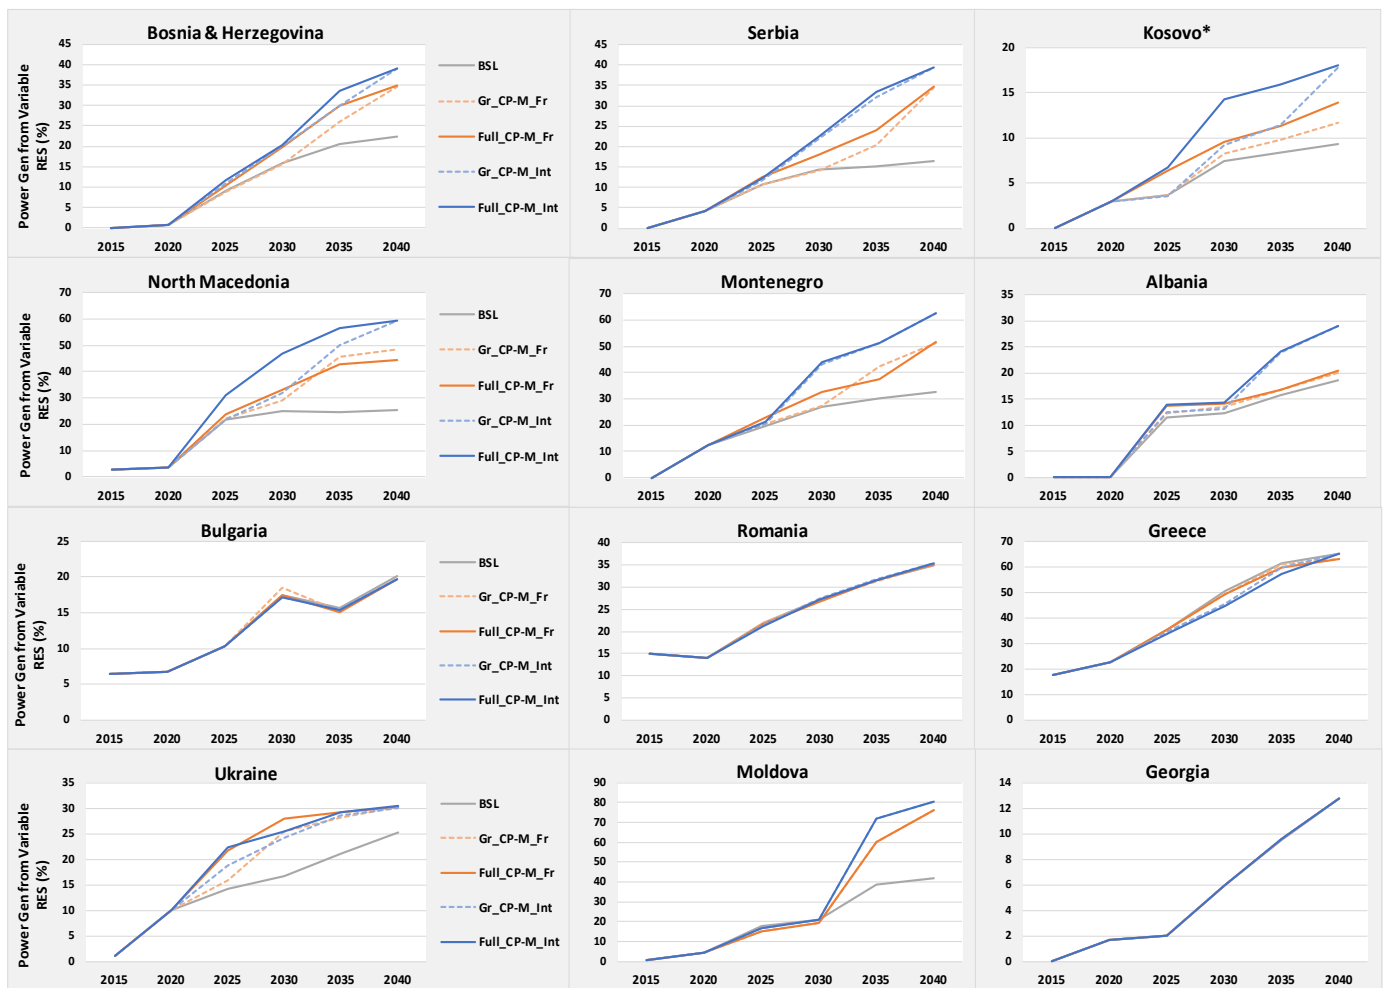 Bosnia & Herzegovina
Power Gen from Variable
RES (%)
45
40
35
30
25
20
15
10
5
0
2015 2020 2025 2030 2035 2040
BSL
Gr_CP-M_Fr
Full_CP-M_Fr
Gr_CP-M_Int
Full_CP-M_Int
Serbia
45
40
35
30
25
20
15
10
5
0
2015 2020 2025 2030 2035 2040
Kosovo*
20
15
10
5
0
2015 2020 2025 2030 2035 2040
North Macedonia
Power Gen from Variable
RES (%)
70
60
50
40
30
20
10
0
2015 2020 2025 2030 2035 2040
BSL
Gr_CP-M_Fr
Full_CP-M_Fr
Gr_CP-M_Int
Full_CP-M_Int
Montenegro
70
60
50
40
30
20
10
0
2015 2020 2025 2030 2035 2040
Albania
35
30
25
20
15
10
5
0
2015 2020 2025 2030 2035 2040
Bulgaria
Power Gen from Variable
RES (%)
25
20
15
10
5
0
2015 2020 2025 2030 2035 2040
BSL
Gr_CP-M_Fr
Full_CP-M_Fr
Gr_CP-M_Int
Full_CP-M_Int
Romania
40
35
30
25
20
15
10
5
0
2015 2020 2025 2030 2035 2040
Greece
70
60
50
40
30
20
10
0
2015 2020 2025 2030 2035 2040
Ukraine
Power Gen from Variable
RES (%)
35
30
25
20
15
10
5
0
2015 2020 2025 2030 2035 2040
BSL
Gr_CP-M_Fr
Full_CP-M_Fr
Gr_CP-M_Int
Full_CP-M_Int
Moldova
90
80
70
60
50
40
30
20
10
0
2015 2020 2025 2030 2035 2040
Georgia
14
12
10
8
6
4
2
0
2015 2020 2025 2030 2035 2040